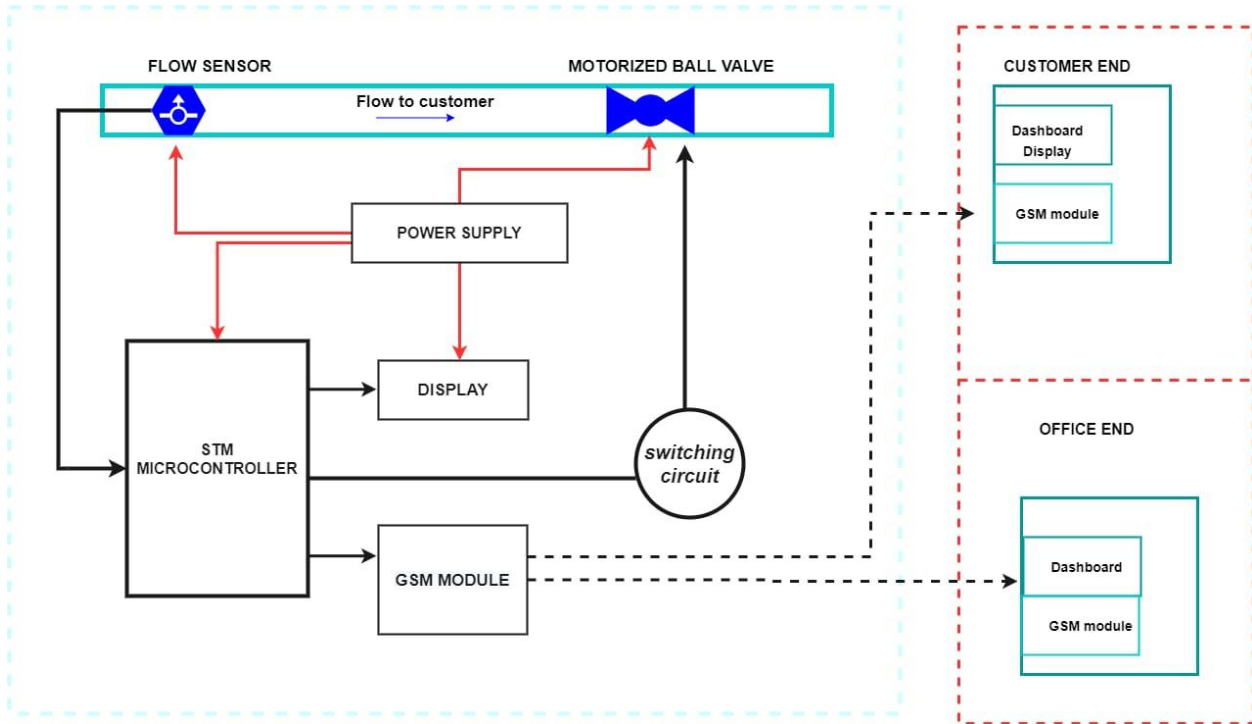 FLOW SENSOR
MOTORIZED BALL VALVE
Flow to customer
POWER SUPPLY
STM
MICROCONTROLLER
DISPLAY
switching
circuit
GSM MODULE
CUSTOMER END
Dashboard
Display
GSM module
OFFICE END
Dashboard
GSM module